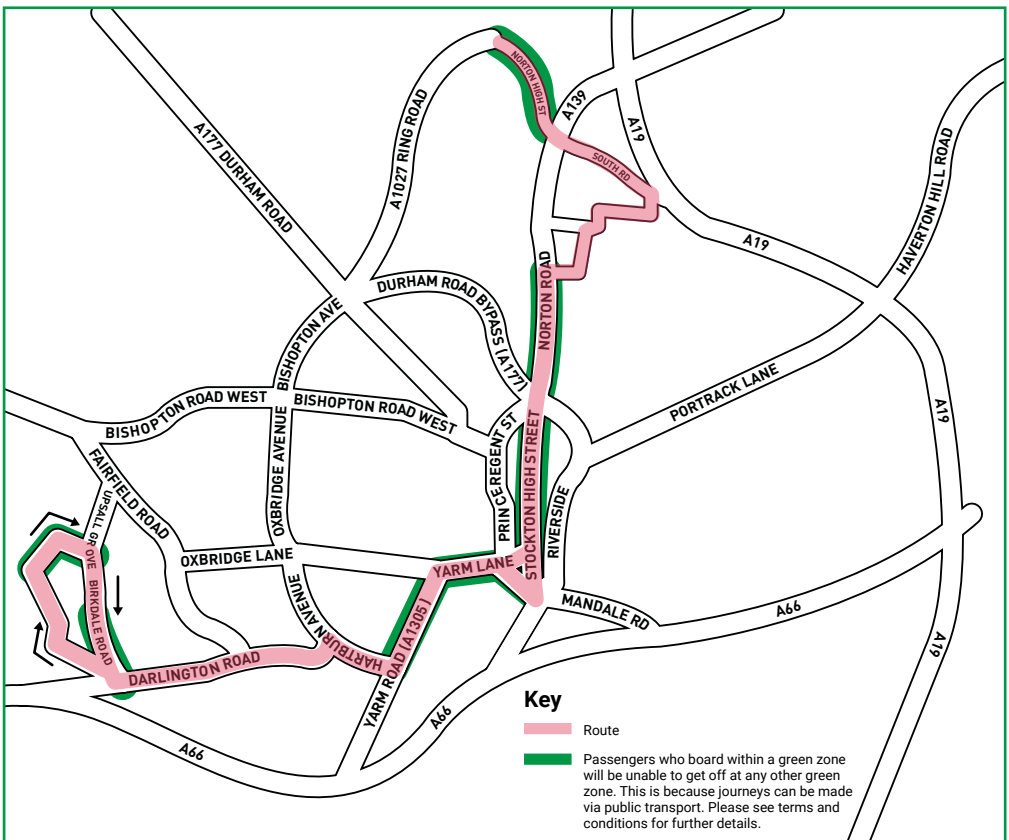 NORTON HIGH ST
A139
A19
A1027 RING ROAD
A177 DURHAM ROAD
SOUTH RD
HAVERTON HILL ROAD
A19
DURHAM ROAD BYPASS (A177)
NORTON ROAD
BISHOPTON AVE
PORTRACK LANE
BISHOPTON ROAD WEST
BISHOPTON ROAD WEST
A19
PRINCE REGENT ST
STOCKTON HIGH STREET
OXBRIDGE AVENUE
FAIRFIELD ROAD
UPSALL GROVE
RIVERSIDE
OXBRIDGE LANE
YARM LANE
BIRKDALE ROAD
MANDALE RD
A66
HARTBURN AVENUE
YARM ROAD (A1305)
DARLINGTON ROAD
A19
A66
A66
Key
Route
Passengers who board within a green zone
will be unable to get off at any other green
zone. This is because journeys can be made
via public transport. Please see terms and
conditions for further details.